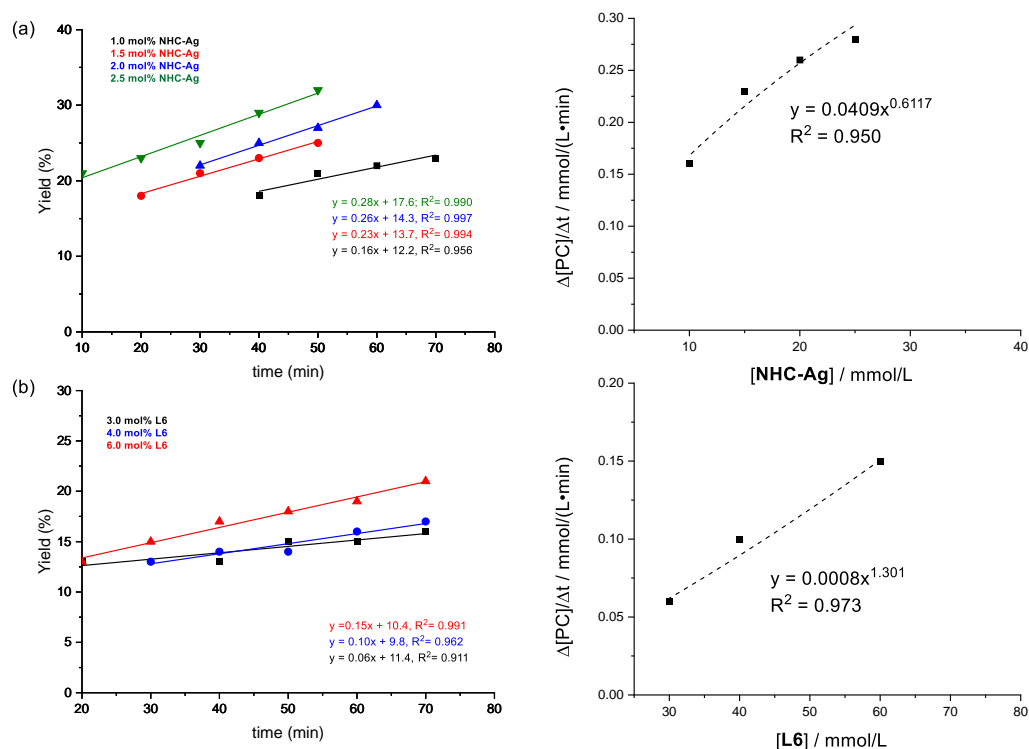 (a)
1.0 mol% NHC-Ag
1.5 mol% NHC-Ag
2.0 mol% NHC-Ag
2.5 mol% NHC-Ag
Yield (%)
40
30
20
10
0
y = 0.28x + 17.6; R²= 0.990
y = 0.26x + 14.3, R²= 0.997
y = 0.23x + 13.7, R²= 0.994
y = 0.16x + 12.2, R²= 0.956
10 20 30 40 50 60 70 80
time (min)
Δ[PC]/Δt / mmol/(L•min)
0.30
0.25
0.20
0.15
0.10
0.05
0.00
y = 0.0409x^0.6117
R² = 0.950
10 20 30 40
[NHC-Ag] / mmol/L
(b)
3.0 mol% L6
4.0 mol% L6
6.0 mol% L6
Yield (%)
30
25
20
15
10
5
0
y =0.15x + 10.4, R²= 0.991
y = 0.10x + 9.8, R²= 0.962
y = 0.06x + 11.4, R²= 0.911
20 30 40 50 60 70 80
time (min)
Δ[PC]/Δt / mmol/(L•min)
0.20
0.15
0.10
0.05
0.00
y = 0.0008x^1.301
R² = 0.973
30 40 50 60 70 80
[L6] / mmol/L